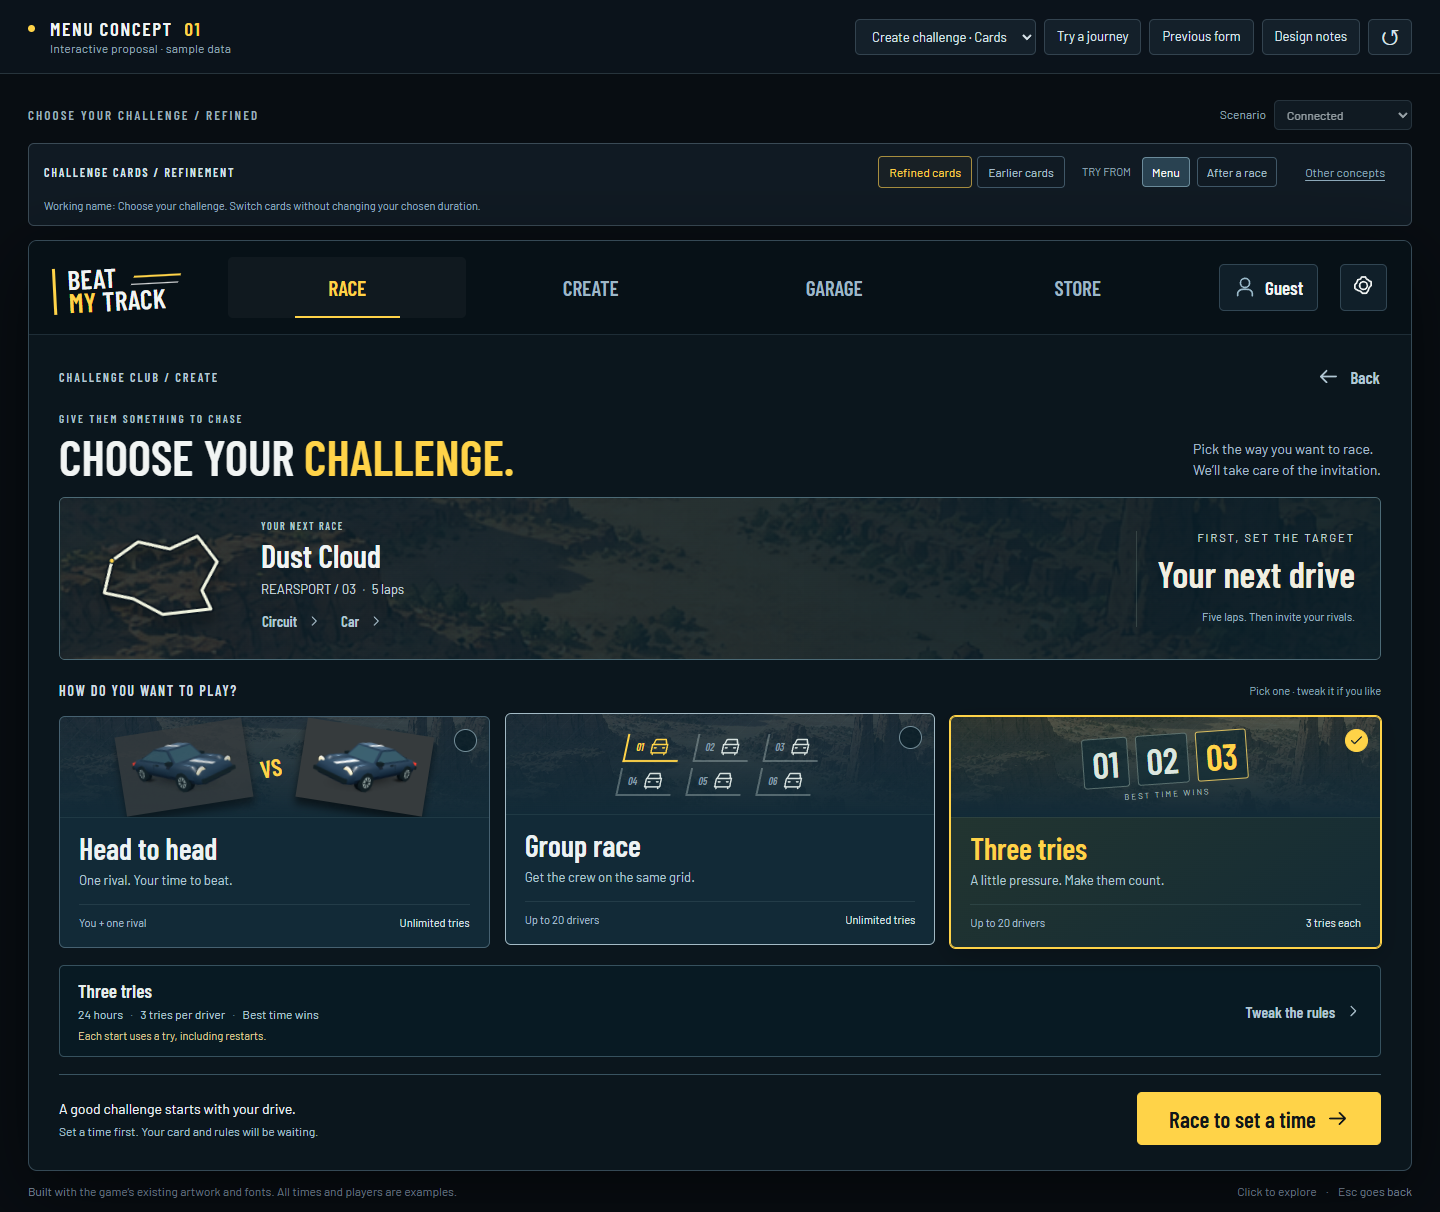 MENU CONCEPT 01
Interactive proposal · sample data
Create challenge · Cards
Try a journey
Previous form
Design notes
CHOOSE YOUR CHALLENGE / REFINED
Scenario
Connected
CHALLENGE CARDS / REFINEMENT
Refined cards
Earlier cards
TRY FROM
Menu
After a race
Other concepts
Working name: Choose your challenge. Switch cards without changing your chosen duration.
BEAT
MY TRACK
RACE
CREATE
GARAGE
STORE
Guest
CHALLENGE CLUB / CREATE
Back
GIVE THEM SOMETHING TO CHASE
CHOOSE YOUR CHALLENGE.
Pick the way you want to race.
We'll take care of the invitation.
YOUR NEXT RACE
Dust Cloud
REARSPORT / 03 · 5 laps
Circuit
Car
FIRST, SET THE TARGET
Your next drive
Five laps. Then invite your rivals.
HOW DO YOU WANT TO PLAY?
Pick one · tweak it if you like
VS
Head to head
One rival. Your time to beat.
You + one rival
Unlimited tries
01 02 03
04 05 06
Group race
Get the crew on the same grid.
Up to 20 drivers
Unlimited tries
01 02 03
BEST TIME WINS
Three tries
A little pressure. Make them count.
Up to 20 drivers
3 tries each
Three tries
24 hours · 3 tries per driver · Best time wins
Each start uses a try, including restarts.
Tweak the rules
A good challenge starts with your drive.
Set a time first. Your card and rules will be waiting.
Race to set a time
Built with the game's existing artwork and fonts. All times and players are examples.
Click to explore · Esc goes back